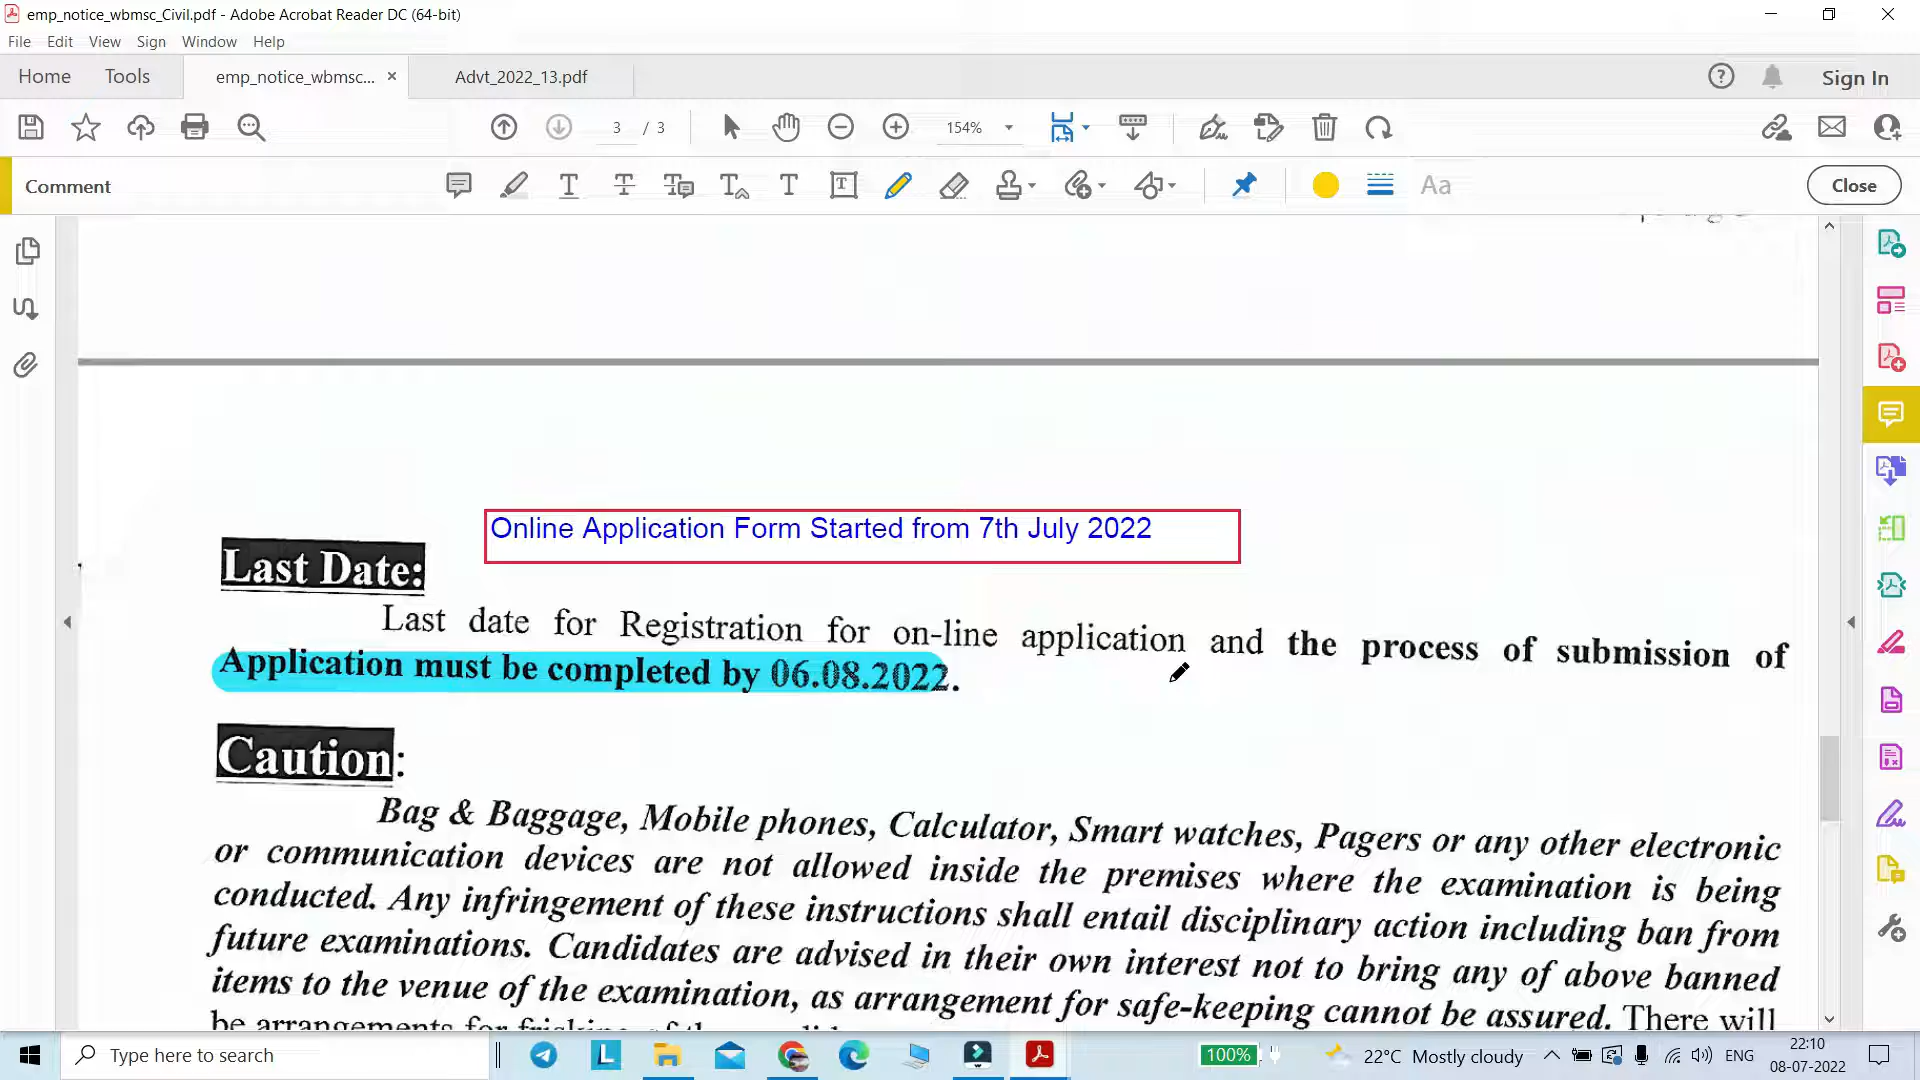 emp_notice_wbmsc_Civil.pdf - Adobe Acrobat Reader DC (64-bit)
File Edit View Sign Window Help
Home Tools emp_notice_wbmsc... × Advt_2022_13.pdf Sign In
3 / 3 154%
Comment Aa Close
Online Application Form Started from 7th July 2022
Last Date:
Last date for Registration for on-line application and the process of submission of
Application must be completed by 06.08.2022.
Caution:
Bag & Baggage, Mobile phones, Calculator, Smart watches, Pagers or any other electronic
or communication devices are not allowed inside the premises where the examination is being
conducted. Any infringement of these instructions shall entail disciplinary action including ban from
future examinations. Candidates are advised in their own interest not to bring any of above banned
items to the venue of the examination, as arrangement for safe-keeping cannot be assured. There will
be arrangements for frisking of the
Type here to search 100% 22°C Mostly cloudy ENG 22:10
08-07-2022